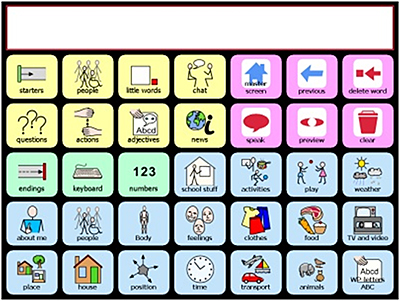 starters people little words chat master screen previous delete word
??? Abcd i
questions actions adjectives news speak preview clear
123
endings keyboard numbers school stuff activities play weather
about me people Body feelings clothes food TV and video
Abcd
place house position time transport animals WP letters ABC